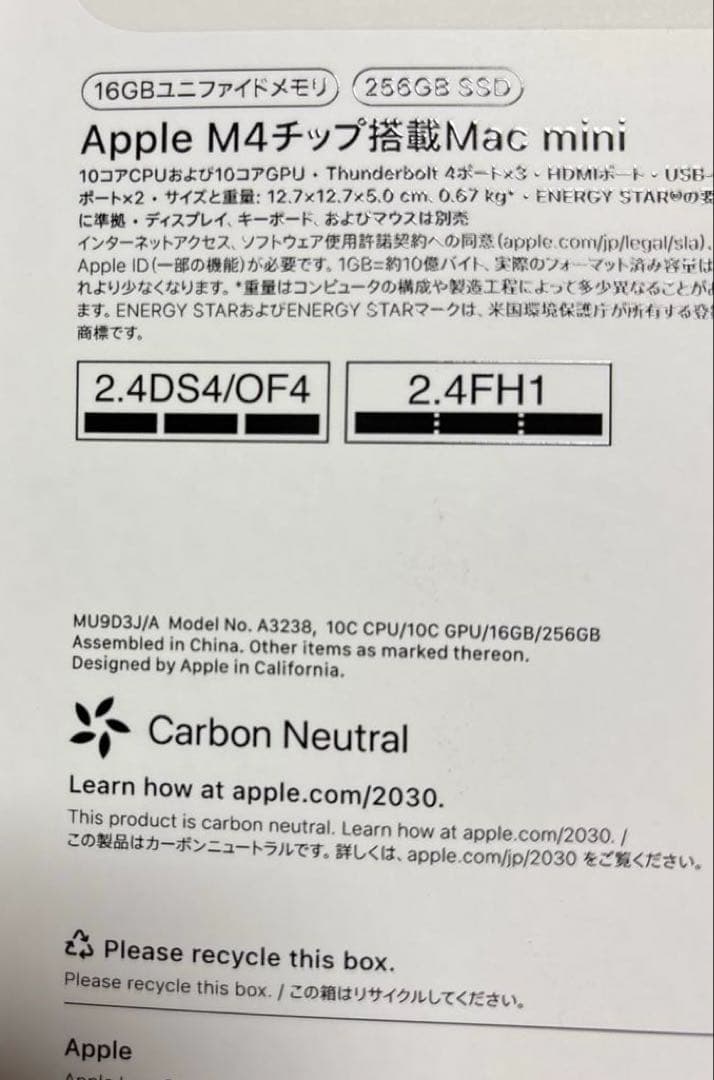 16GBユニファイドメモリ 256GB SSD
Apple M4チップ搭載Mac mini
10コアCPUおよび10コアGPU・Thunderbolt 4ポート×3・HDMIポート・USB-
ポート×2・サイズと重量: 12.7×12.7×5.0 cm、0.67 kg*・ENERGY STAR®の要
に準拠・ディスプレイ、キーボード、およびマウスは別売
インターネットアクセス、ソフトウェア使用許諾契約への同意(apple.com/jp/legal/sla)、
Apple ID(一部の機能)が必要です。1GB=約10億バイト、実際のフォーマット済み容量は
れより少なくなります。*重量はコンピュータの構成や製造工程によって多少異なることがあ
ます。ENERGY STARおよびENERGY STARマークは、米国環境保護庁が所有する登録
商標です。
2.4DS4/OF4 2.4FH1
MU9D3J/A Model No. A3238, 10C CPU/10C GPU/16GB/256GB
Assembled in China. Other items as marked thereon.
Designed by Apple in California.
Carbon Neutral
Learn how at apple.com/2030.
This product is carbon neutral. Learn how at apple.com/2030. /
この製品はカーボンニュートラルです。詳しくは、apple.com/jp/2030 をご覧ください。
Please recycle this box.
Please recycle this box. / この箱はリサイクルしてください。
Apple